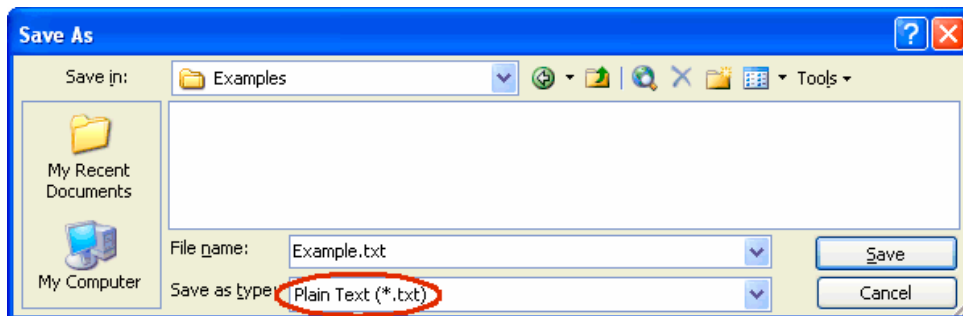 Save As
Save in:
Examples
Tools
My Recent
Documents
My Computer
File name:
Example.txt
Save
Save as type:
Plain Text (*.txt)
Cancel